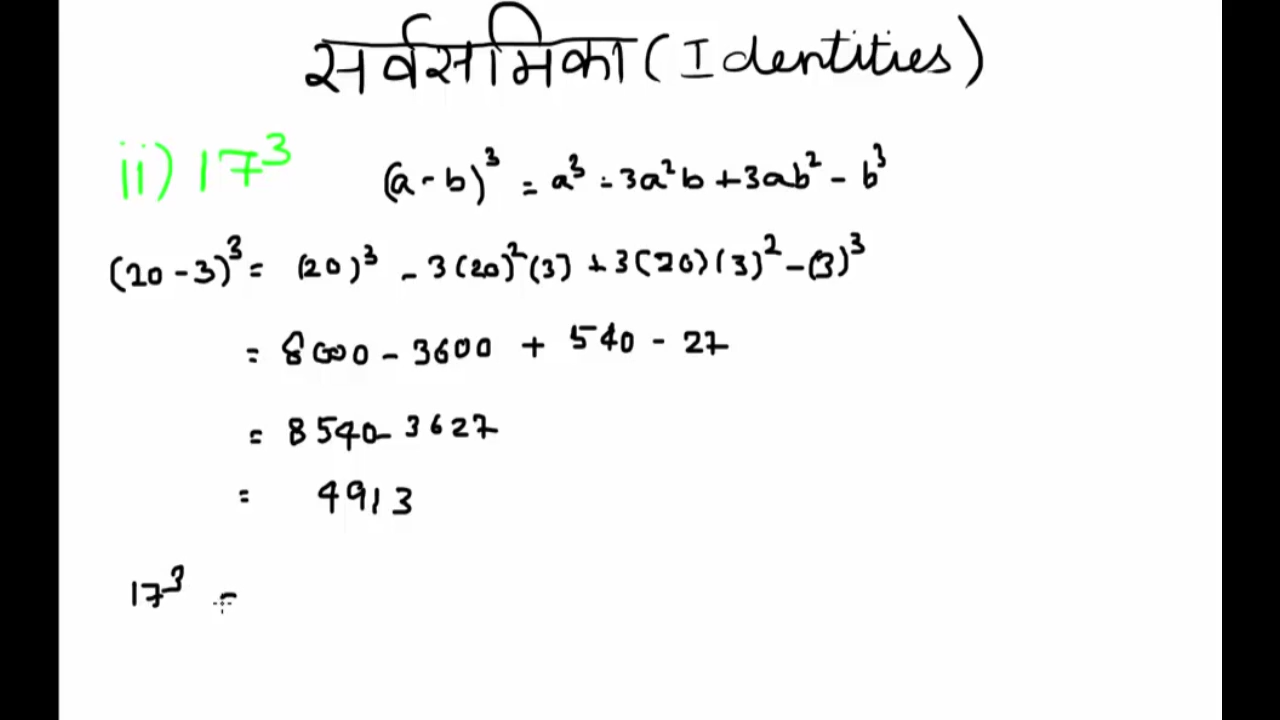 सर्वसमिका (Identities)
ii) 17³ (a-b)³ = a³ - 3a²b + 3ab² - b³
(20-3)³ = (20)³ - 3(20)²(3) + 3(20)(3)² - (3)³
= 8000 - 3600 + 540 - 27
= 8540 - 3627
= 4913
17³ =